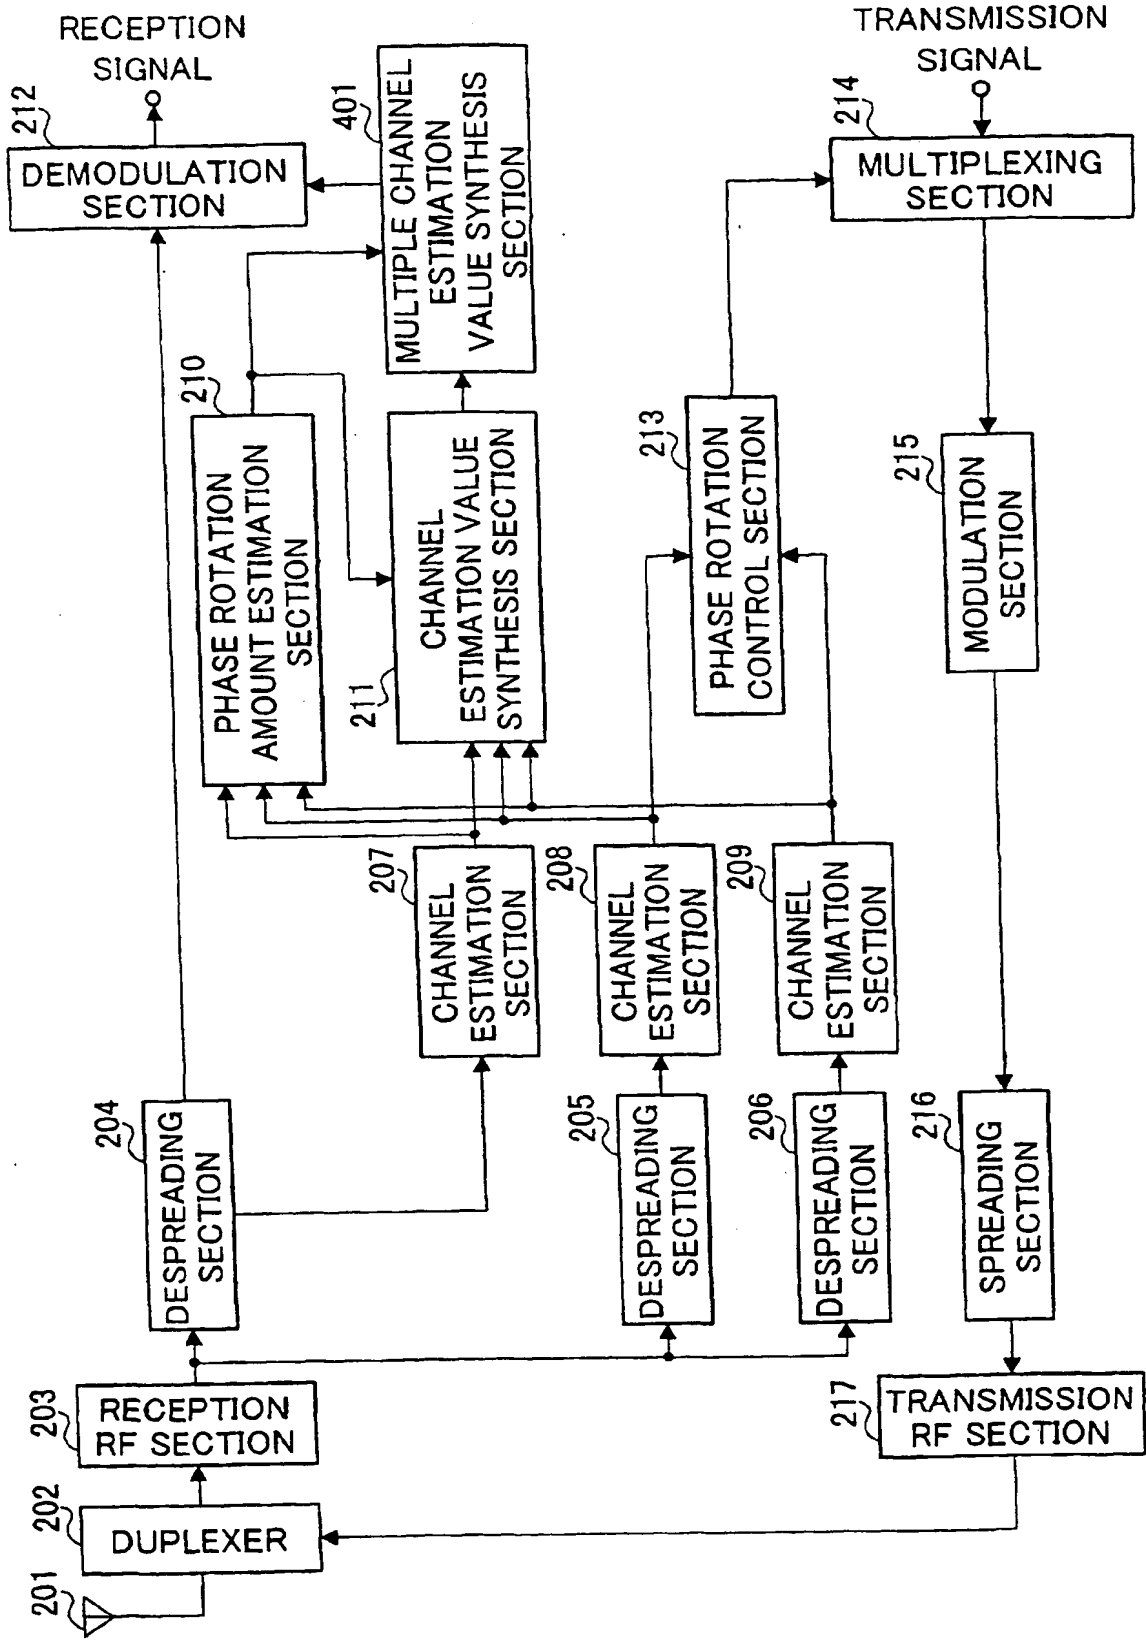 RECEPTION
SIGNAL
212
DEMODULATION
SECTION
401
MULTIPLE CHANNEL
ESTIMATION
VALUE SYNTHESIS
SECTION
TRANSMISSION
SIGNAL
214
MULTIPLEXING
SECTION
210
PHASE ROTATION
AMOUNT ESTIMATION
SECTION
211
CHANNEL
ESTIMATION VALUE
SYNTHESIS SECTION
213
PHASE ROTATION
CONTROL SECTION
215
MODULATION
SECTION
207
CHANNEL
ESTIMATION
SECTION
208
CHANNEL
ESTIMATION
SECTION
209
CHANNEL
ESTIMATION
SECTION
204
DESPREADING
SECTION
205
DESPREADING
SECTION
206
DESPREADING
SECTION
216
SPREADING
SECTION
203
RECEPTION
RF SECTION
217
TRANSMISSION
RF SECTION
202
DUPLEXER
201